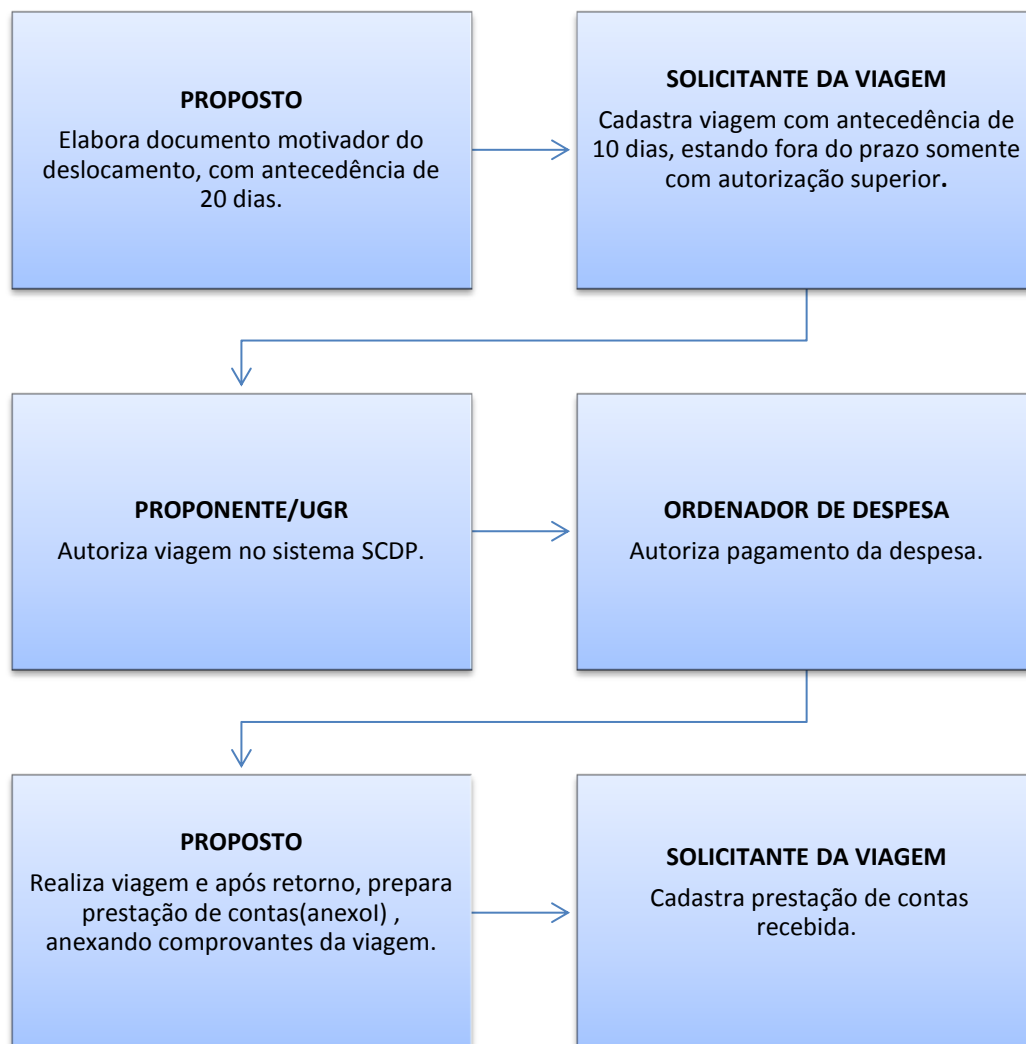 PROPOSTO
Elabora documento motivador do
deslocamento, com antecedência de
20 dias.
SOLICITANTE DA VIAGEM
Cadastra viagem com antecedência de
10 dias, estando fora do prazo somente
com autorização superior.
PROPONENTE/UGR
Autoriza viagem no sistema SCDP.
ORDENADOR DE DESPESA
Autoriza pagamento da despesa.
PROPOSTO
Realiza viagem e após retorno, prepara
prestação de contas(anexoI) ,
anexando comprovantes da viagem.
SOLICITANTE DA VIAGEM
Cadastra prestação de contas
recebida.